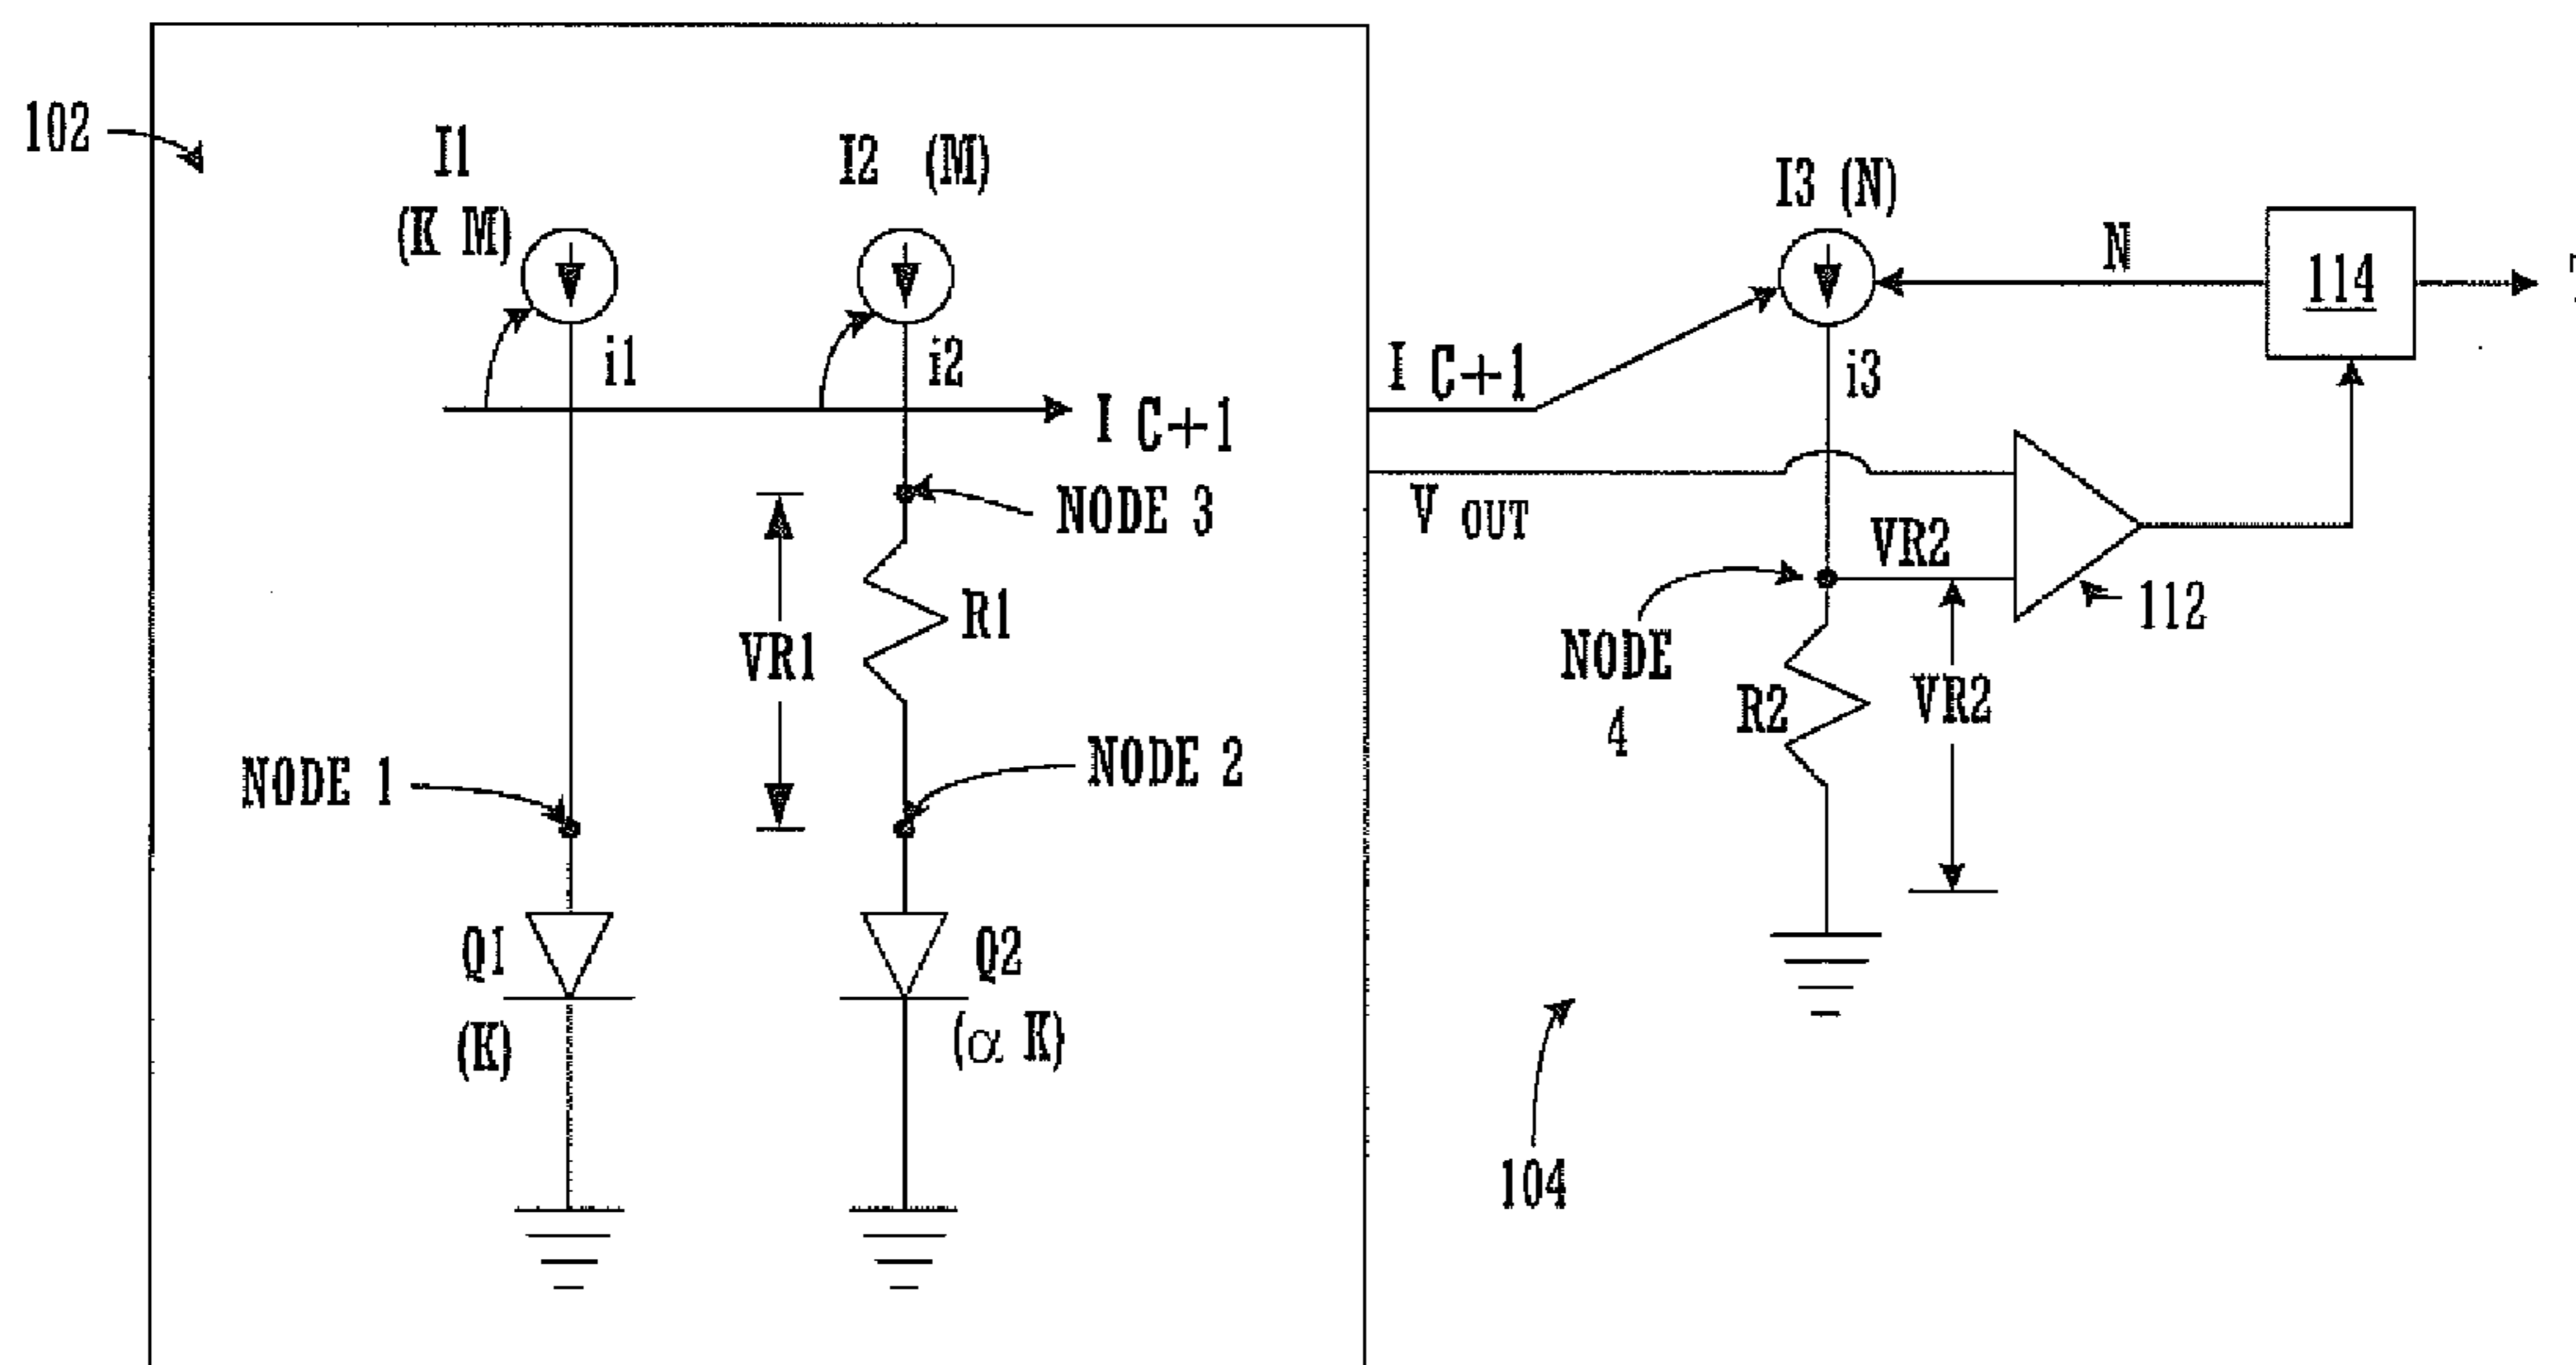 102
I1
(K M)
I2 (M)
i1
i2
I C+1
NODE 3
VR1
R1
NODE 1
NODE 2
Q1
(K)
Q2
(α K)
I3 (N)
N
114
I C+1
i3
V OUT
VR2
112
NODE
4
R2
VR2
104